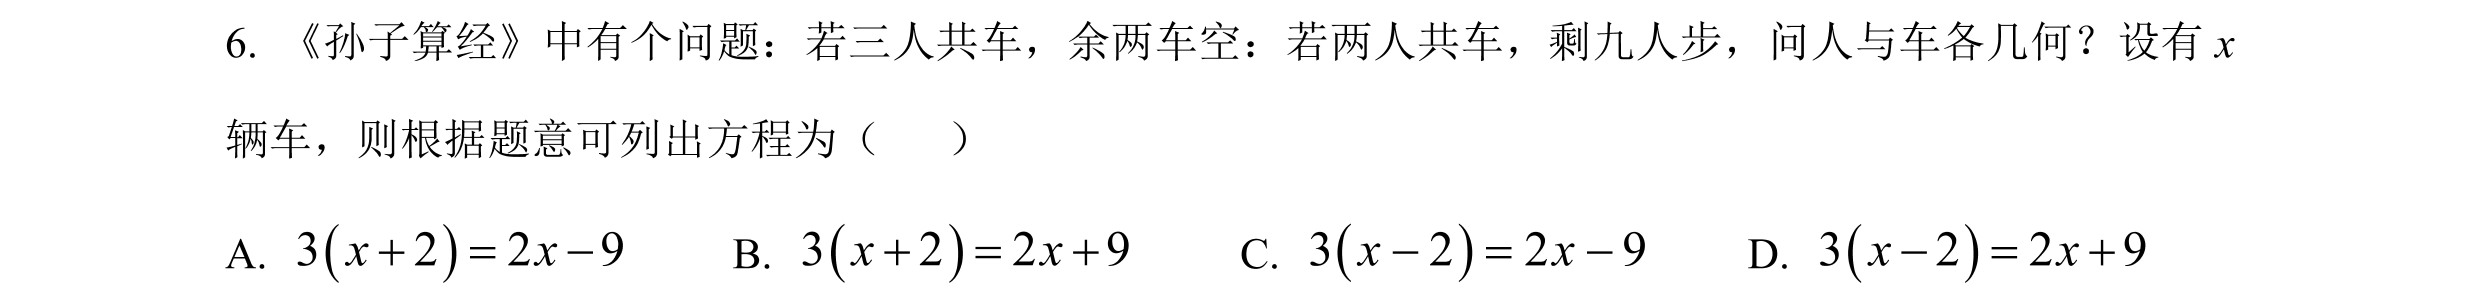 6. 《孙子算经》中有个问题：若三人共车，余两车空：若两人共车，剩九人步，问人与车各几何？设有 x
辆车，则根据题意可列出方程为（　　）
A. 3(x+2)=2x-9　　B. 3(x+2)=2x+9　　C. 3(x-2)=2x-9　　D. 3(x-2)=2x+9